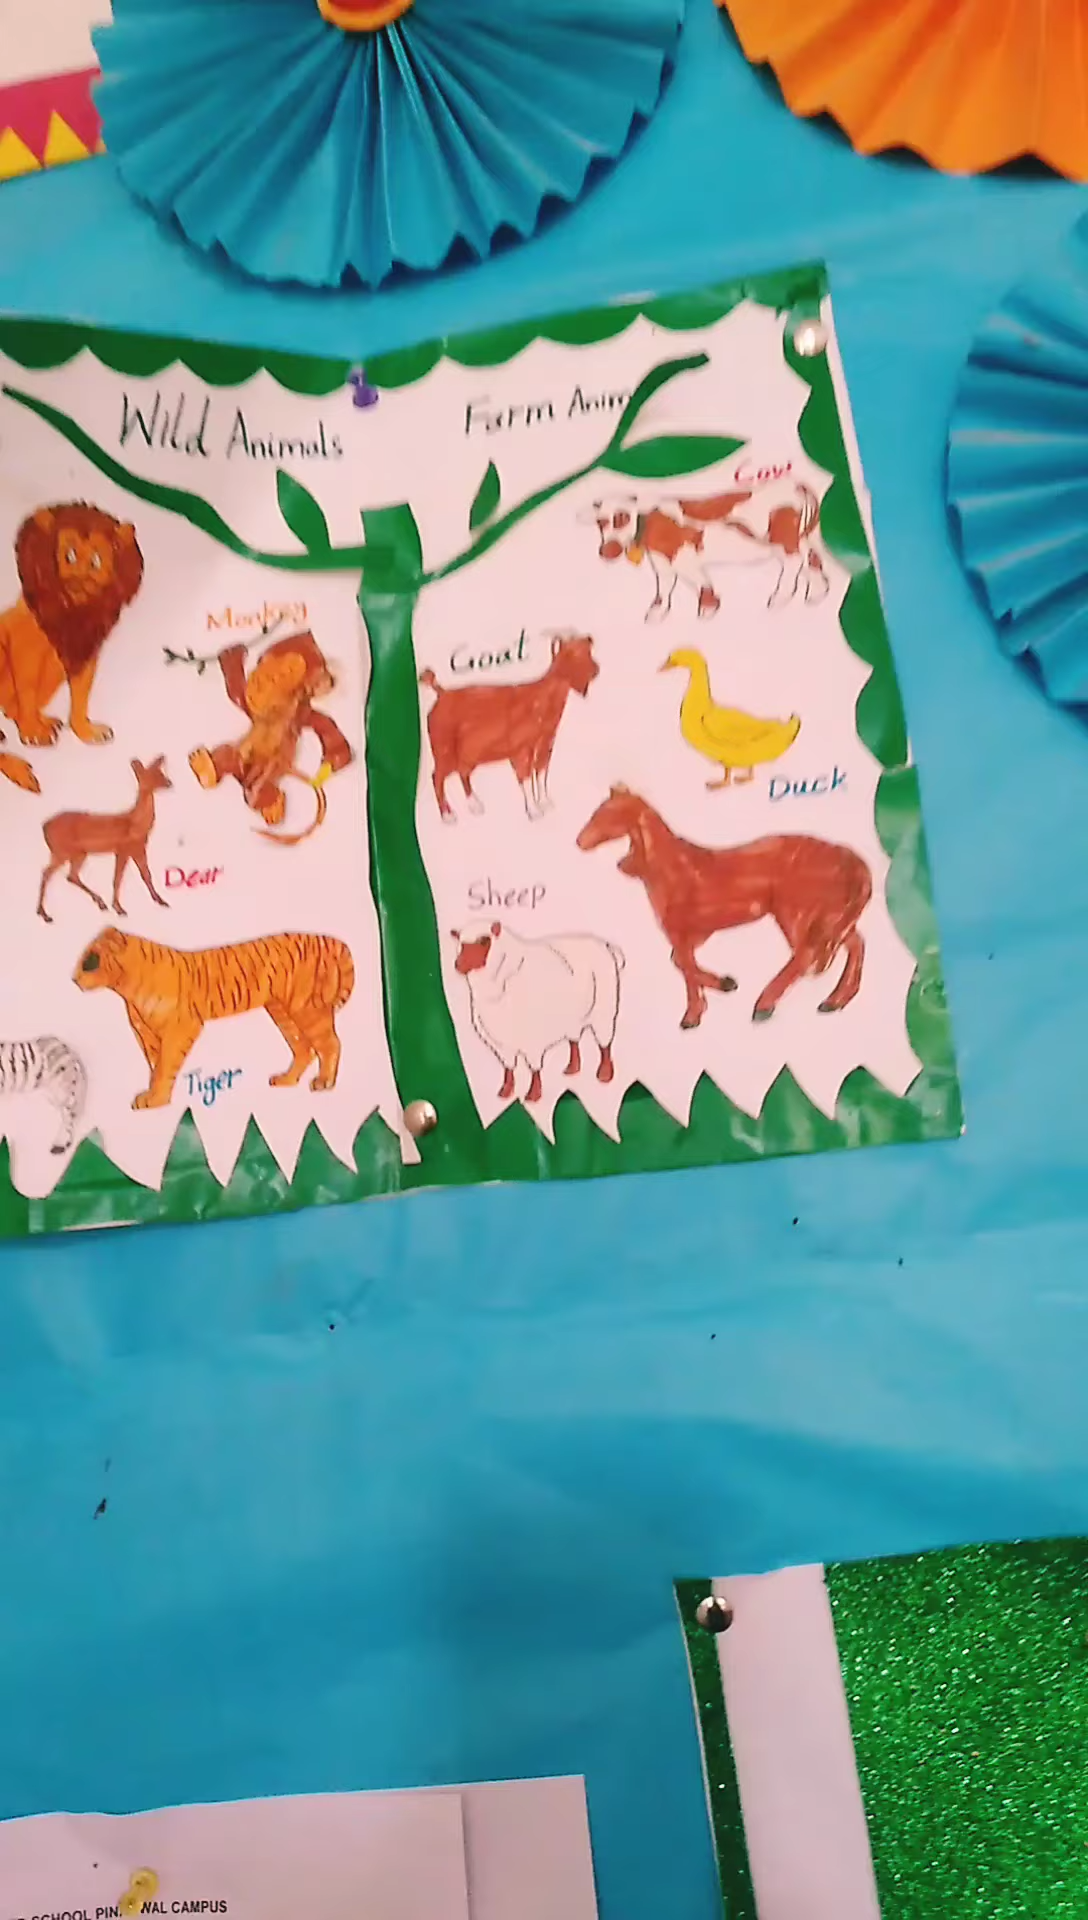 Wild Animals
Farm Anim
Cow
Monkey
Goat
Duck
Dear
Sheep
Tiger
SCHOOL PIN WAL CAMPUS